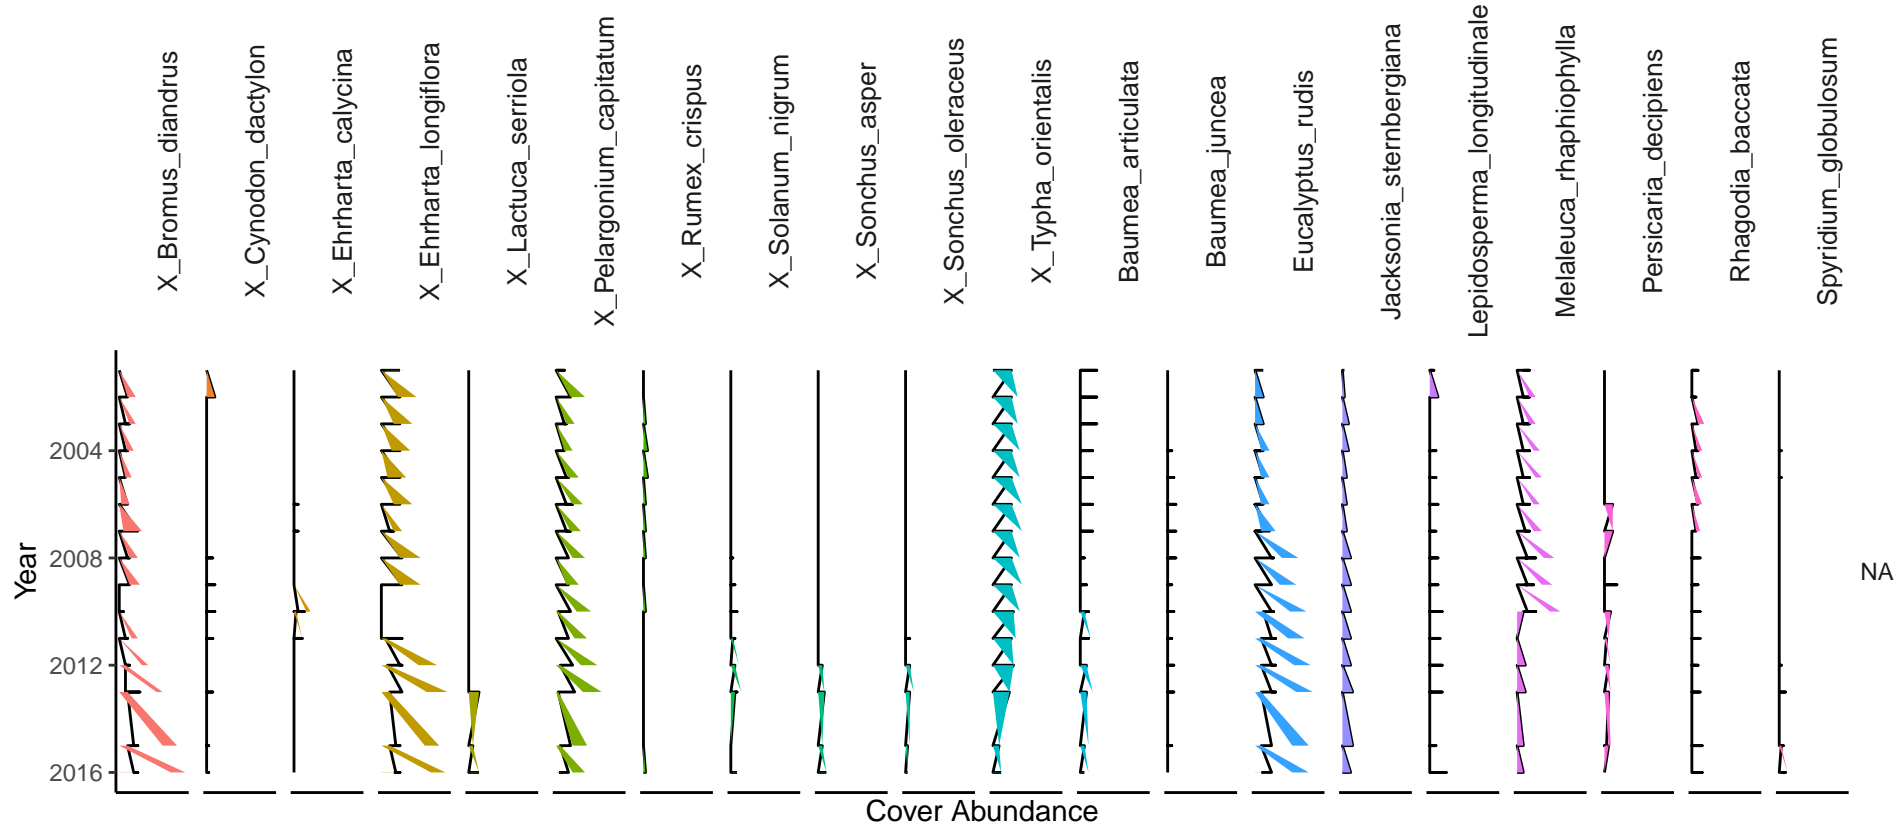 X_Bromus_diandrus
X_Cynodon_dactylon
X_Ehrharta_calycina
X_Ehrharta_longiflora
X_Lactuca_serriola
X_Pelargonium_capitatum
X_Rumex_crispus
X_Solanum_nigrum
X_Sonchus_asper
X_Sonchus_oleraceus
X_Typha_orientalis
Baumea_articulata
Baumea_juncea
Eucalyptus_rudis
Jacksonia_sternbergiana
Lepidosperma_longitudinale
Melaleuca_rhaphiophylla
Persicaria_decipiens
Rhagodia_baccata
Spyridium_globulosum
Year
2004
2008
2012
2016
NA
Cover Abundance